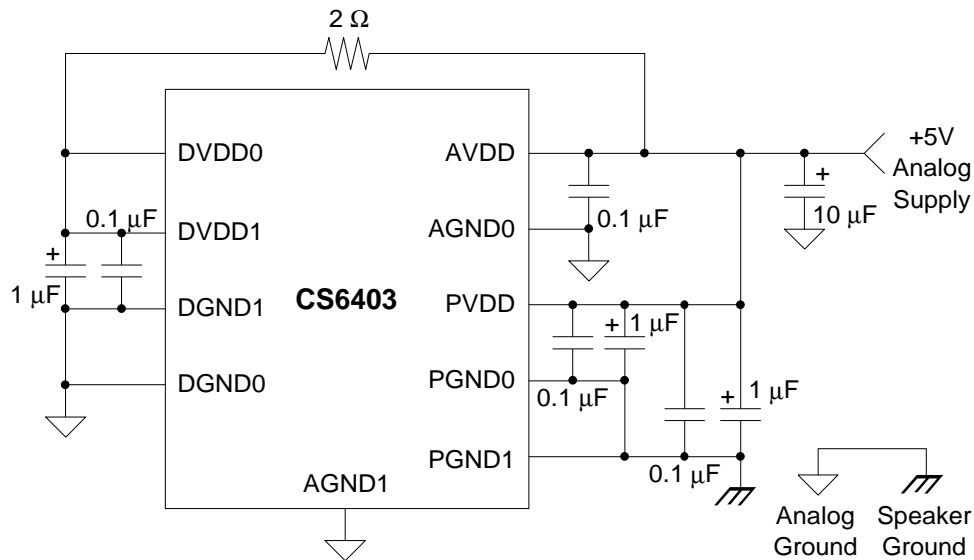 2 Ω
DVDD0
AVDD
+5V
Analog
Supply
+
0.1 μF
DVDD1
0.1 μF
AGND0
10 μF
+
1 μF
DGND1
CS6403
PVDD
+
1 μF
DGND0
PGND0
0.1 μF
+
1 μF
PGND1
0.1 μF
AGND1
Analog
Ground
Speaker
Ground